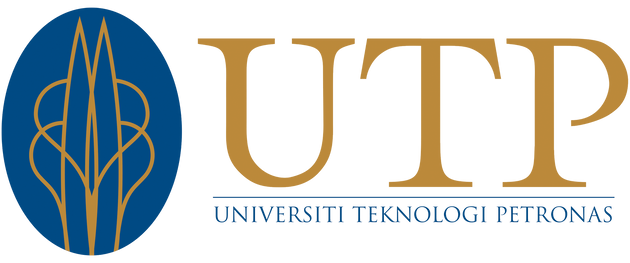 UTP
UNIVERSITI TEKNOLOGI PETRONAS